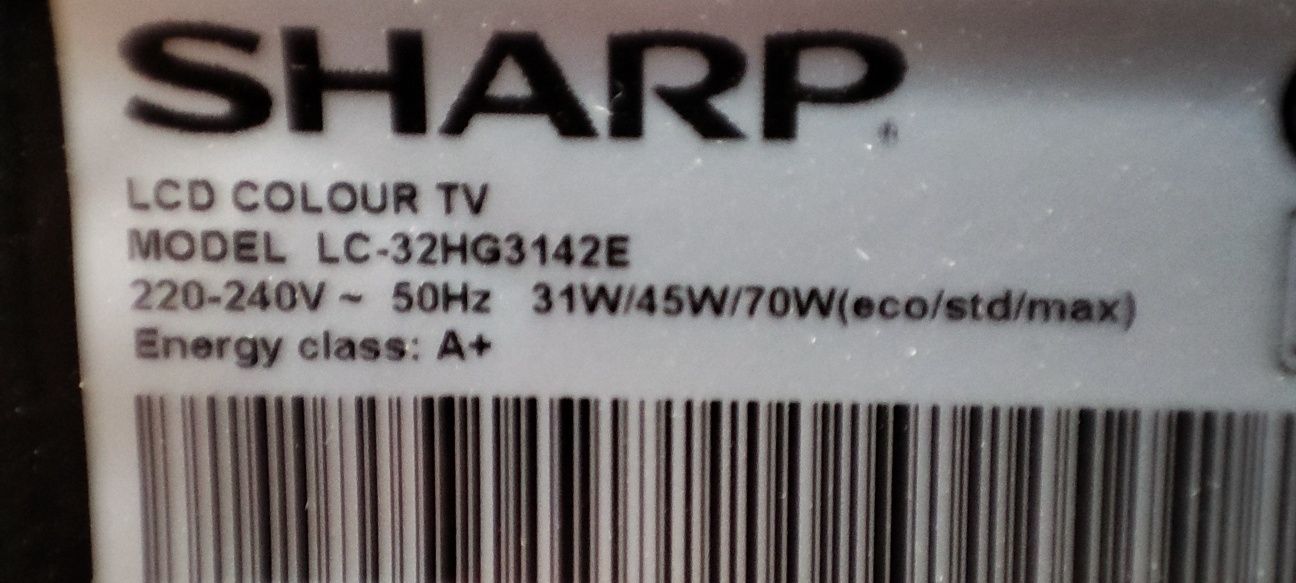 SHARP
LCD COLOUR TV
MODEL LC-32HG3142E
220-240V ~ 50Hz 31W/45W/70W(eco/std/max)
Energy class: A+